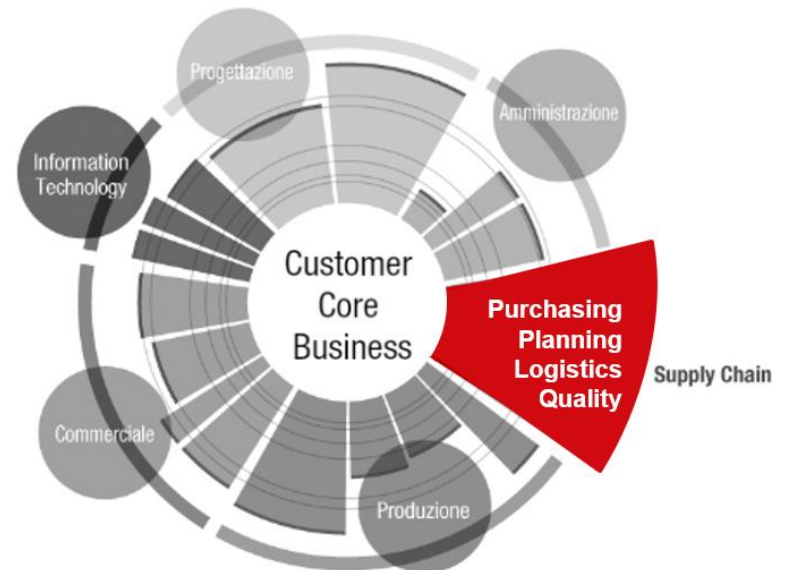 Progettazione
Amministrazione
Information
Technology
Customer
Core
Business
Purchasing
Planning
Logistics
Quality
Supply Chain
Commerciale
Produzione